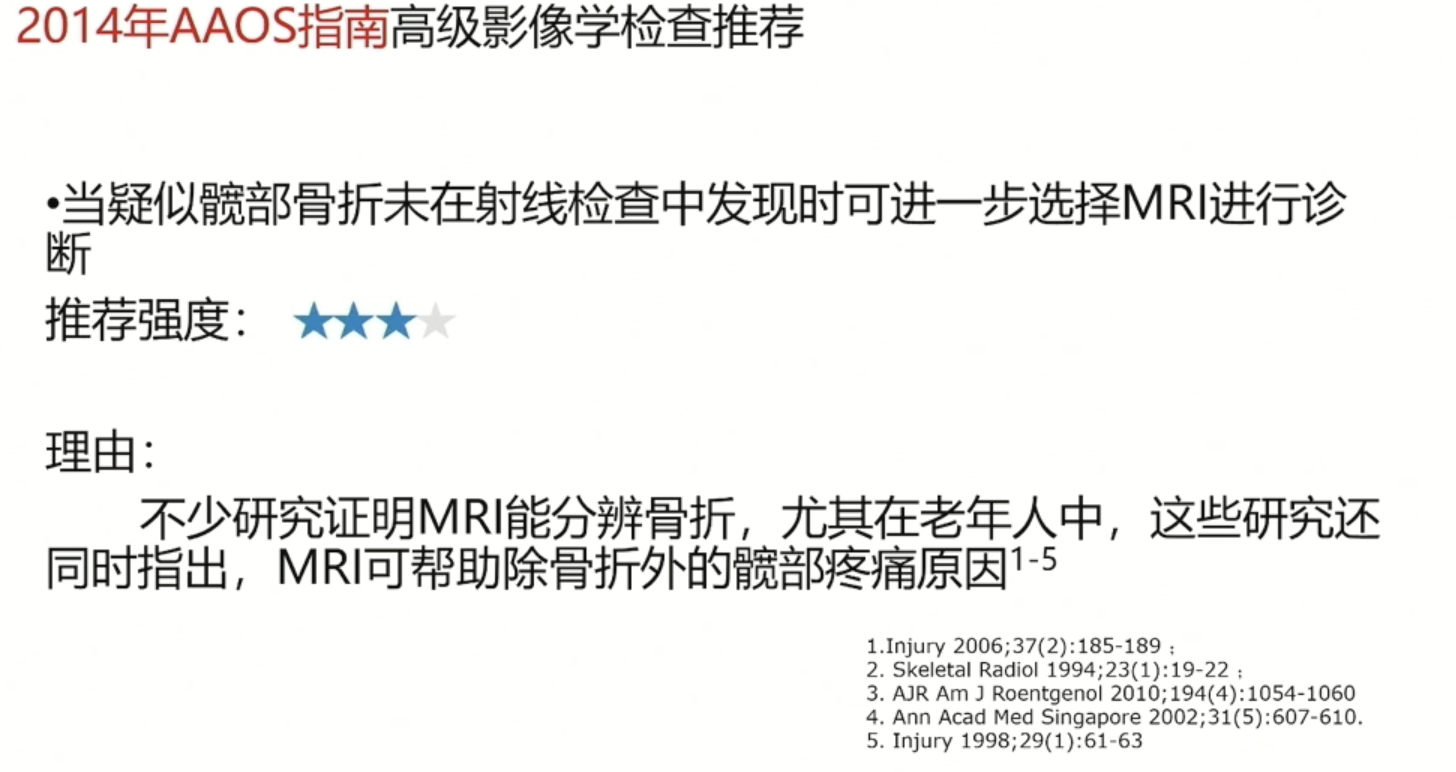 2014年AAOS指南高级影像学检查推荐
•当疑似髋部骨折未在射线检查中发现时可进一步选择MRI进行诊
断
推荐强度：
理由：
不少研究证明MRI能分辨骨折，尤其在老年人中，这些研究还
同时指出，MRI可帮助除骨折外的髋部疼痛原因1-5
1.Injury 2006;37(2):185-189；
2. Skeletal Radiol 1994;23(1):19-22；
3. AJR Am J Roentgenol 2010;194(4):1054-1060
4. Ann Acad Med Singapore 2002;31(5):607-610.
5. Injury 1998;29(1):61-63